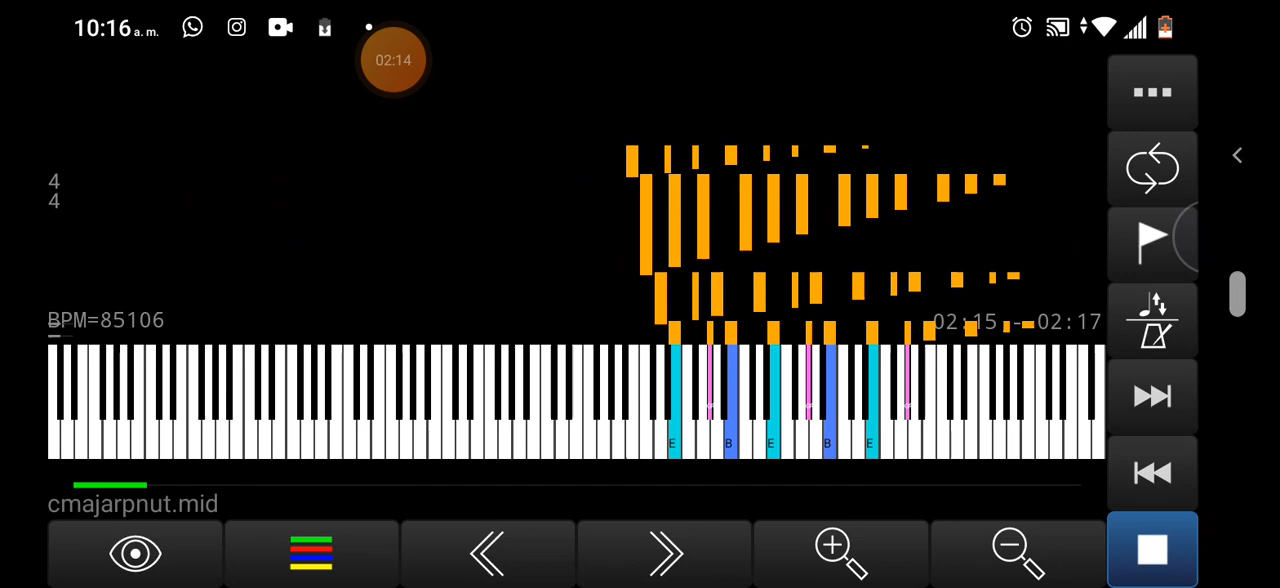 10:16 a.m.
02:14
4
4
BPM=85106
02:15 -- 02:17
E B E B E
cmajarpnut.mid